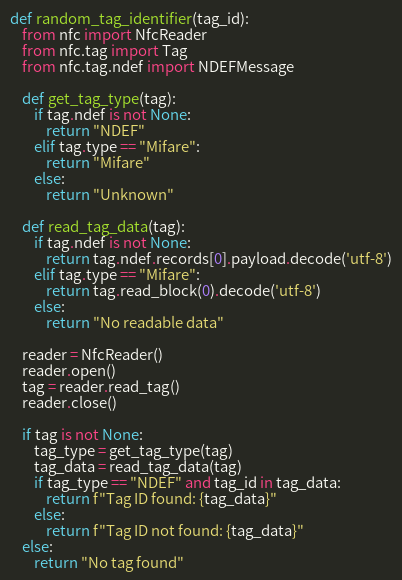 def random_tag_identifier(tag_id):
    from nfc import NfcReader
    from nfc.tag import Tag
    from nfc.tag.ndef import NDEFMessage

    def get_tag_type(tag):
        if tag.ndef is not None:
            return "NDEF"
        elif tag.type == "Mifare":
            return "Mifare"
        else:
            return "Unknown"

    def read_tag_data(tag):
        if tag.ndef is not None:
            return tag.ndef.records[0].payload.decode('utf-8')
        elif tag.type == "Mifare":
            return tag.read_block(0).decode('utf-8')
        else:
            return "No readable data"

    reader = NfcReader()
    reader.open()
    tag = reader.read_tag()
    reader.close()

    if tag is not None:
        tag_type = get_tag_type(tag)
        tag_data = read_tag_data(tag)
        if tag_type == "NDEF" and tag_id in tag_data:
            return f"Tag ID found: {tag_data}"
        else:
            return f"Tag ID not found: {tag_data}"
    else:
        return "No tag found"